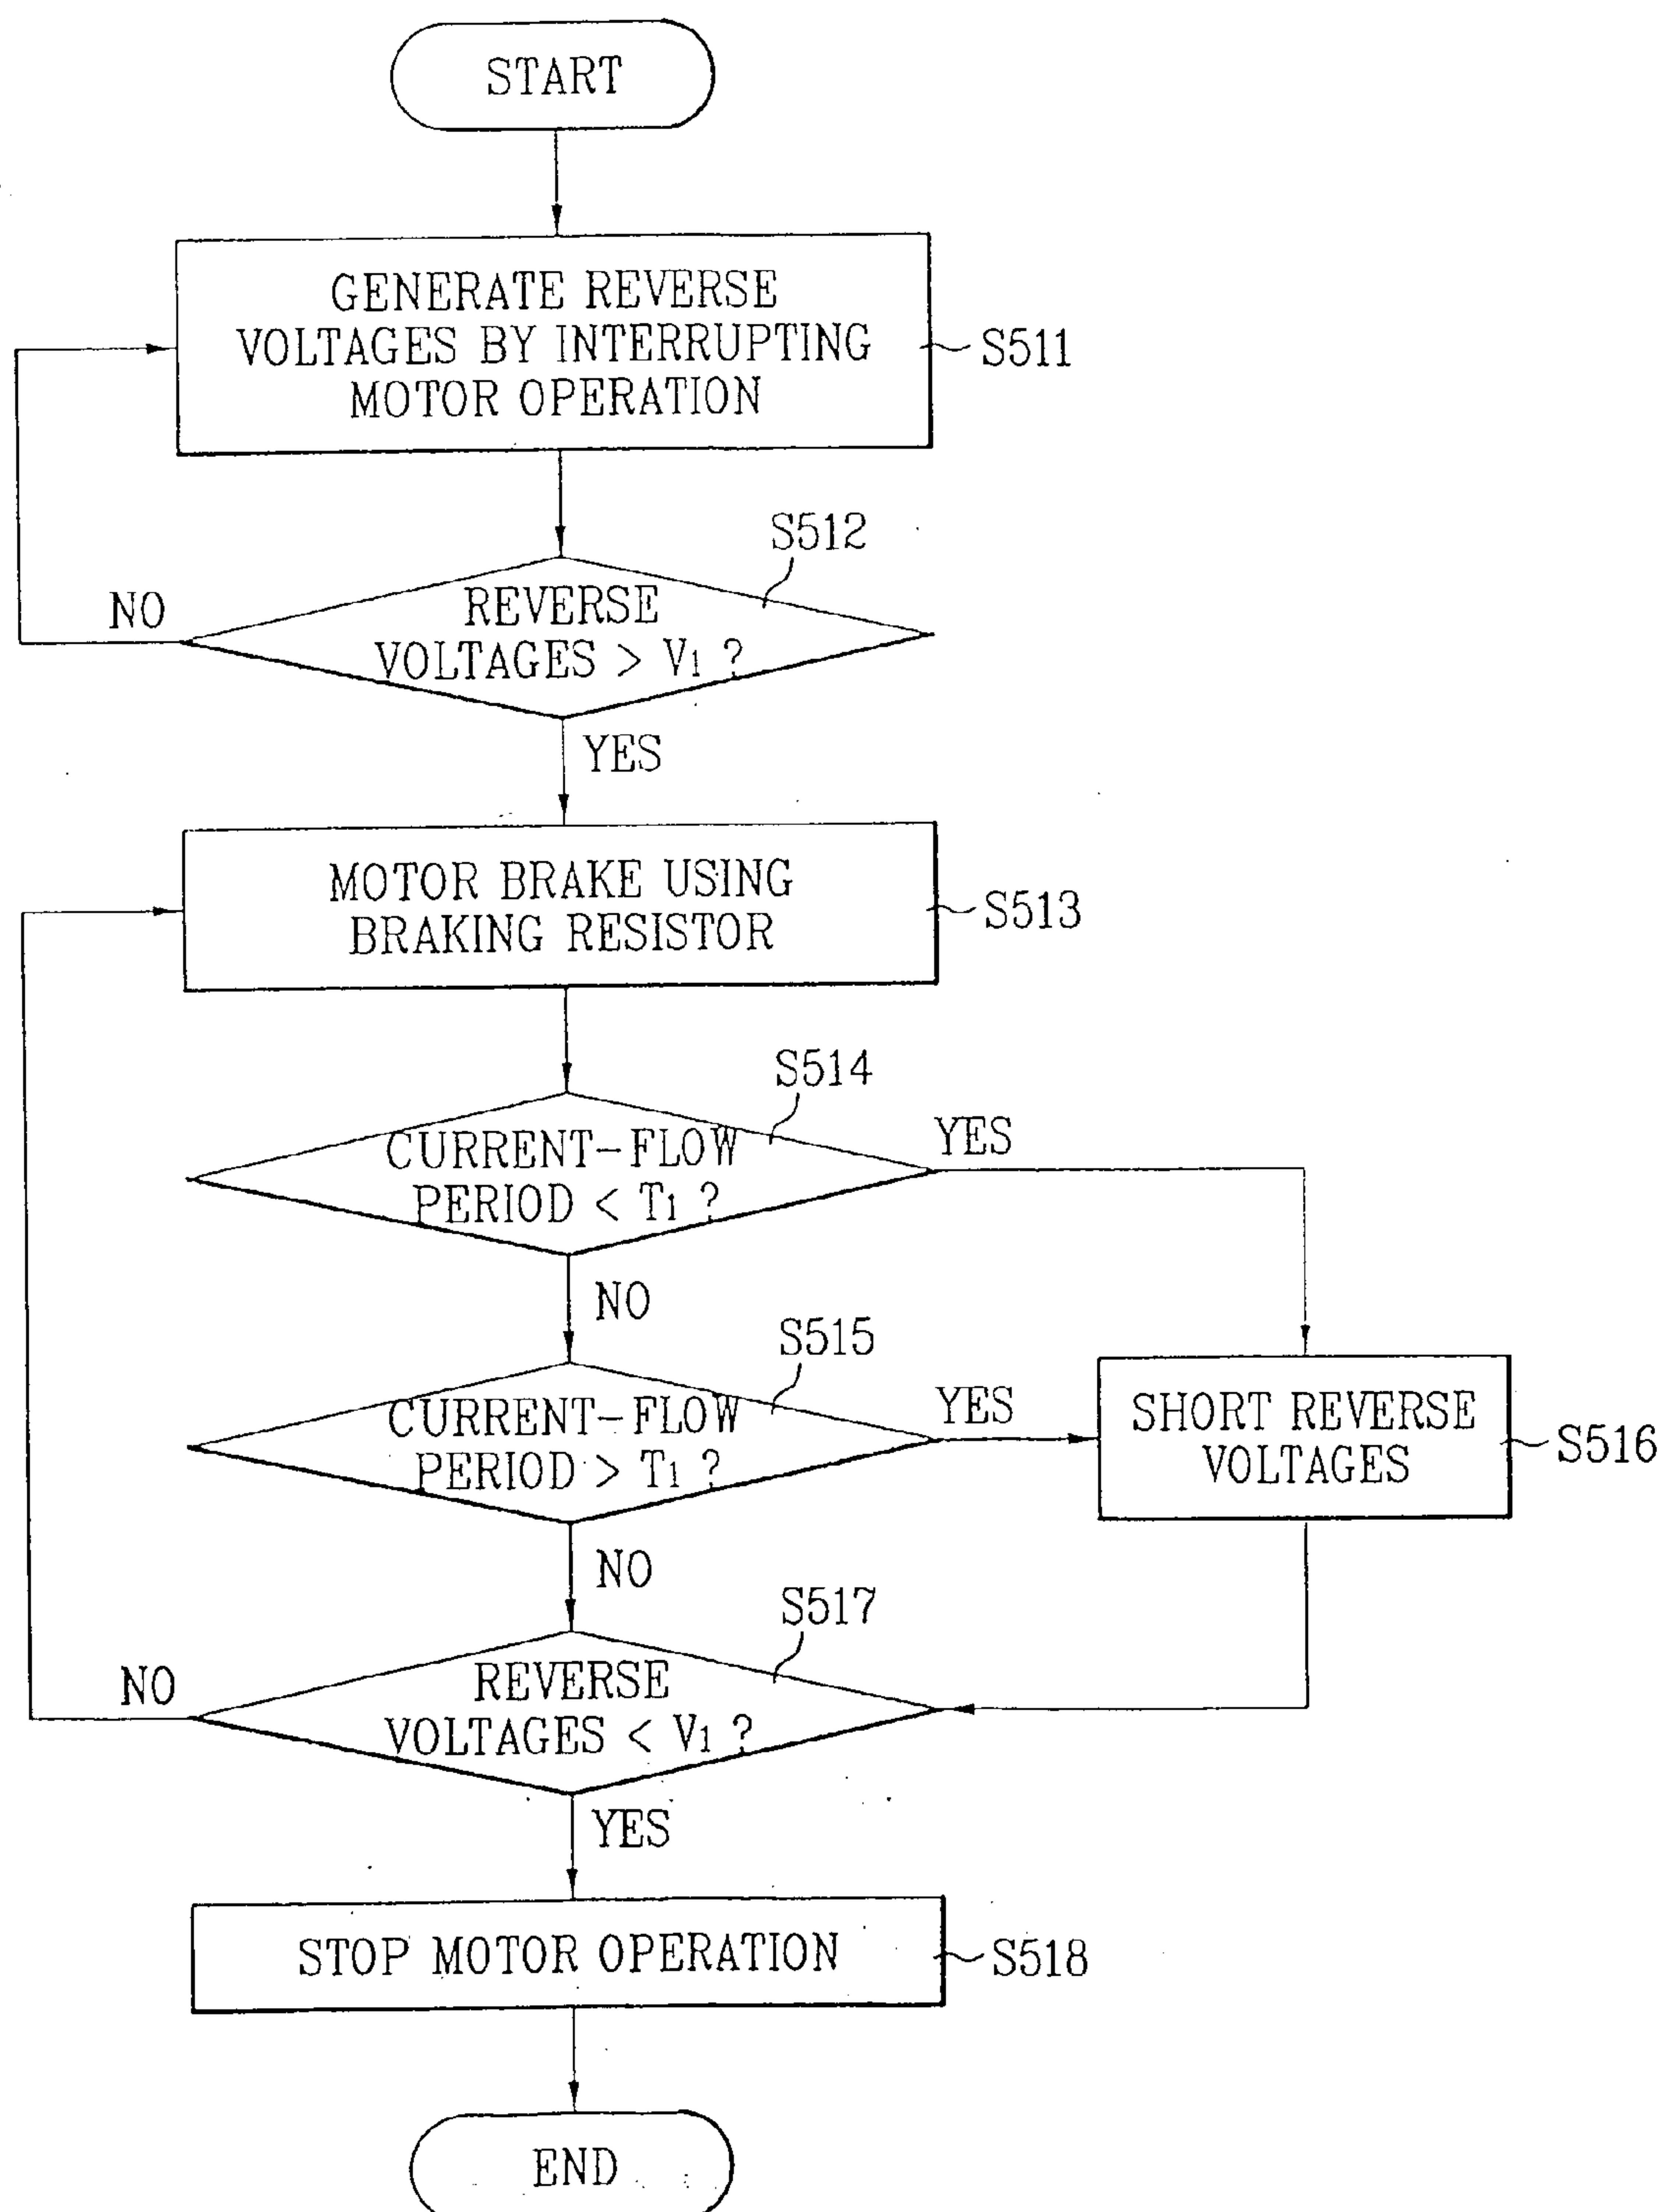 START
GENERATE REVERSE
VOLTAGES BY INTERRUPTING
MOTOR OPERATION
S511
S512
REVERSE
VOLTAGES > V1 ?
NO
YES
MOTOR BRAKE USING
BRAKING RESISTOR
S513
S514
CURRENT-FLOW
PERIOD < T1 ?
YES
NO
S515
CURRENT-FLOW
PERIOD > T1 ?
YES
SHORT REVERSE
VOLTAGES
S516
NO
S517
REVERSE
VOLTAGES < V1 ?
NO
YES
STOP MOTOR OPERATION
S518
END